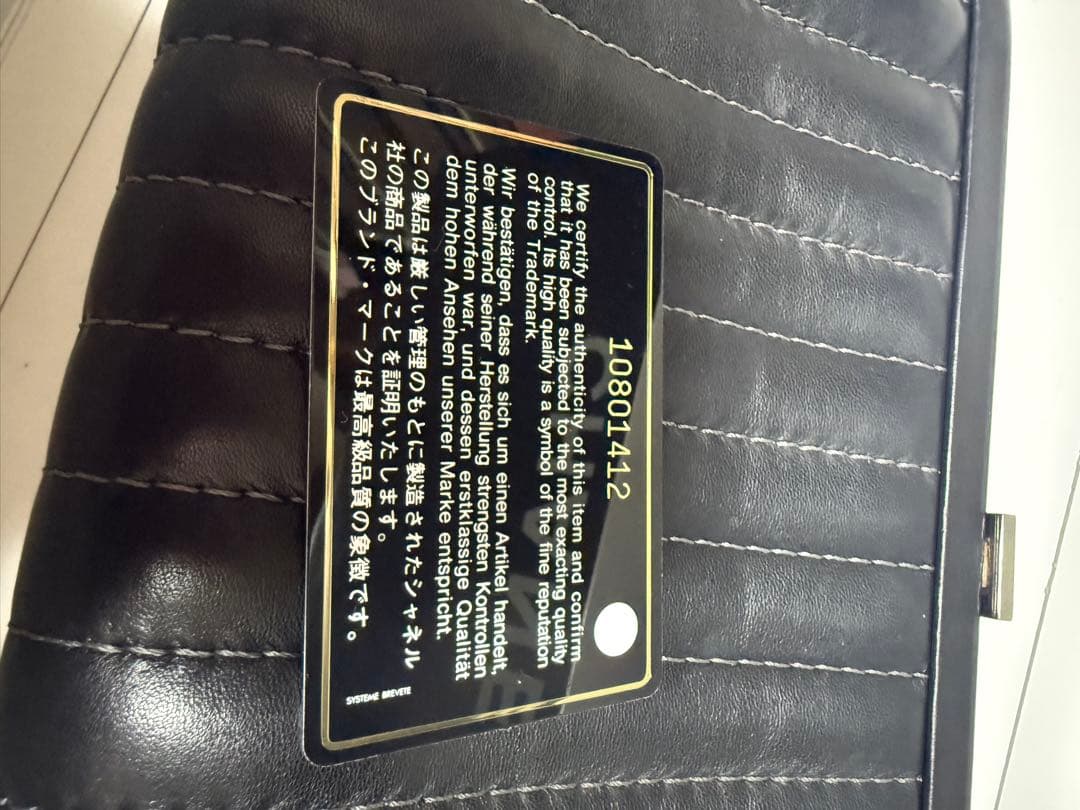 10801412
We certify the authenticity of this item and confirm
that it has been subjected to the most exacting quality
control. Its high quality is a symbol of the fine reputation
of the Trademark.
Wir bestätigen, dass es sich um einen Artikel handelt,
der während seiner Herstellung strengsten Kontrollen
unterworfen war, und dessen erstklassige Qualität
dem hohen Ansehen unserer Marke entspricht.
この製品は厳しい管理のもとに製造されたシャネル
社の商品であることを証明いたします。
このブランド・マークは最高級品質の象徴です。
SYSTEME BREVETE